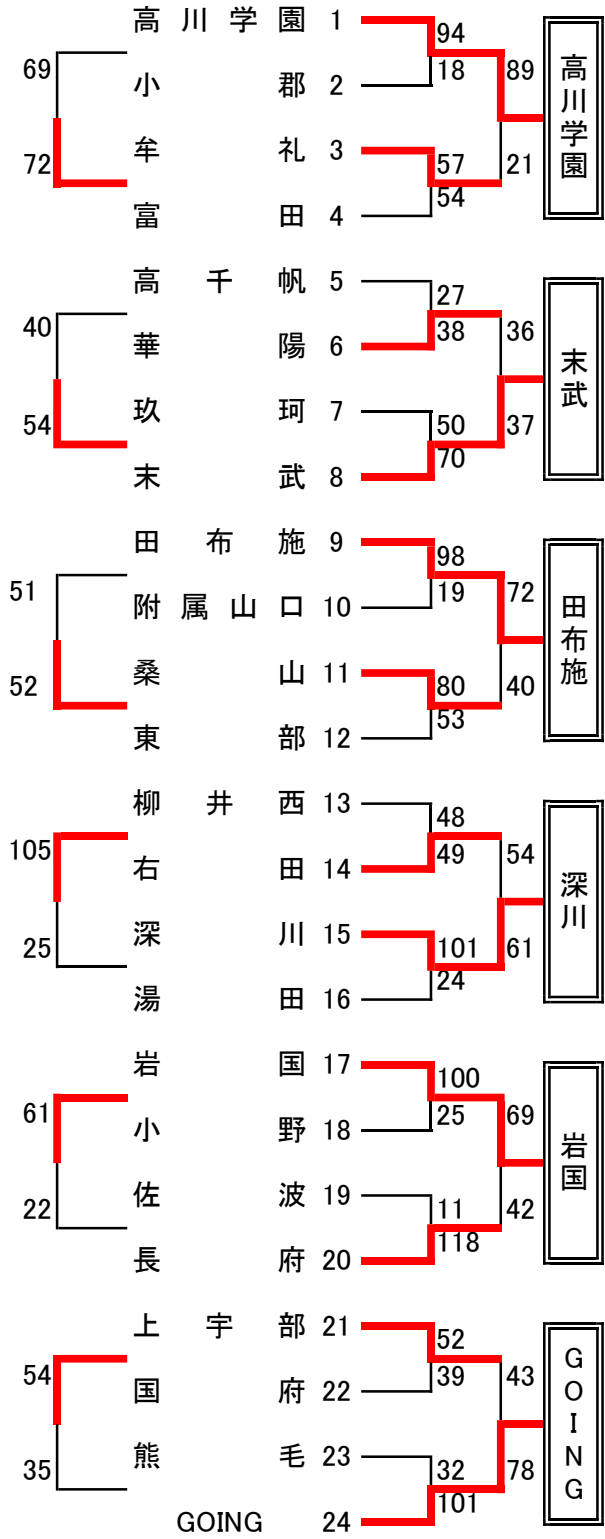 高川学園 1 94 高川学園
69 18 89
小郡 2
牟礼 3 57 21
72 54
富田 4
高千帆 5 27 末武
40 38 36
華陽 6
玖珂 7 50 37
54 70
末武 8
田布施 9 98 田布施
51 19 72
附属山口 10
桑山 11 80 40
52 53
東部 12
柳井西 13 48 深川
105 49 54
右田 14
深川 15 101 61
25 24
湯田 16
岩国 17 100 岩国
61 25 69
小野 18
佐波 19 11 42
22 118
長府 20
上宇部 21 52 GOING
54 39 43
国府 22
熊毛 23 32 78
35 101
GOING 24